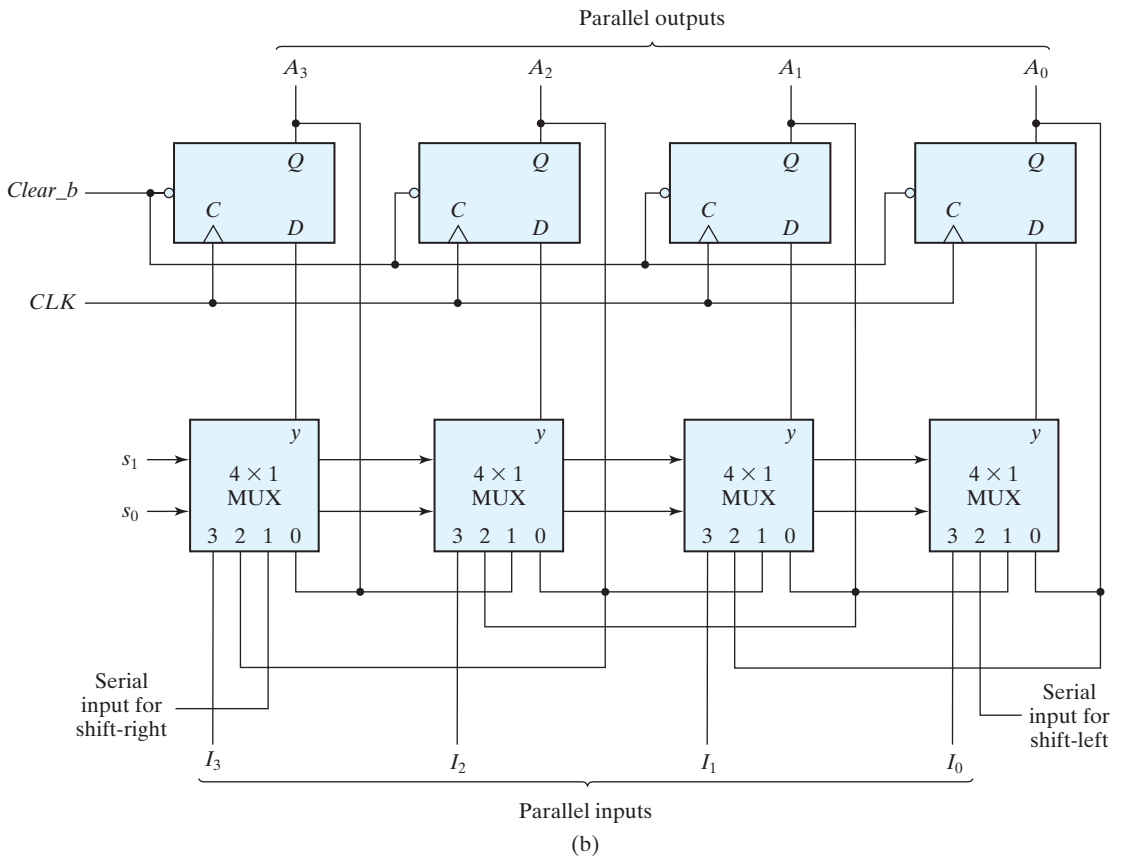 Parallel outputs
A3 A2 A1 A0
Q Q Q Q
Clear_b
C C C C
D D D D
CLK
y y y y
s1
4 × 1 4 × 1 4 × 1 4 × 1
MUX MUX MUX MUX
s0
3 2 1 0 3 2 1 0 3 2 1 0 3 2 1 0
Serial
input for
shift-right
Serial
input for
shift-left
I3 I2 I1 I0
Parallel inputs
(b)